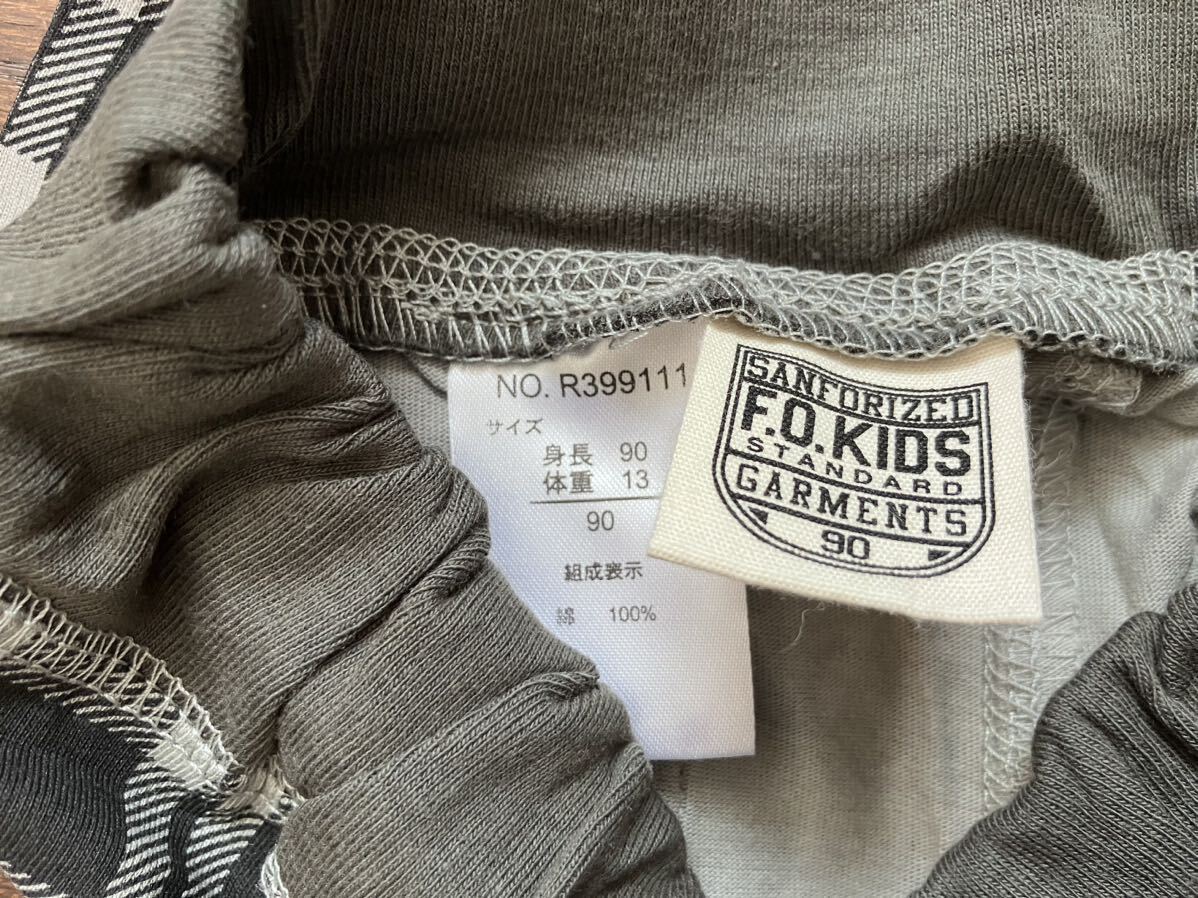 NO. R399111
サイズ
身長 90
体重 13
90
組成表示
綿 100%
SANFORIZED
F.O.KIDS
STANDARD
GARMENTS
90